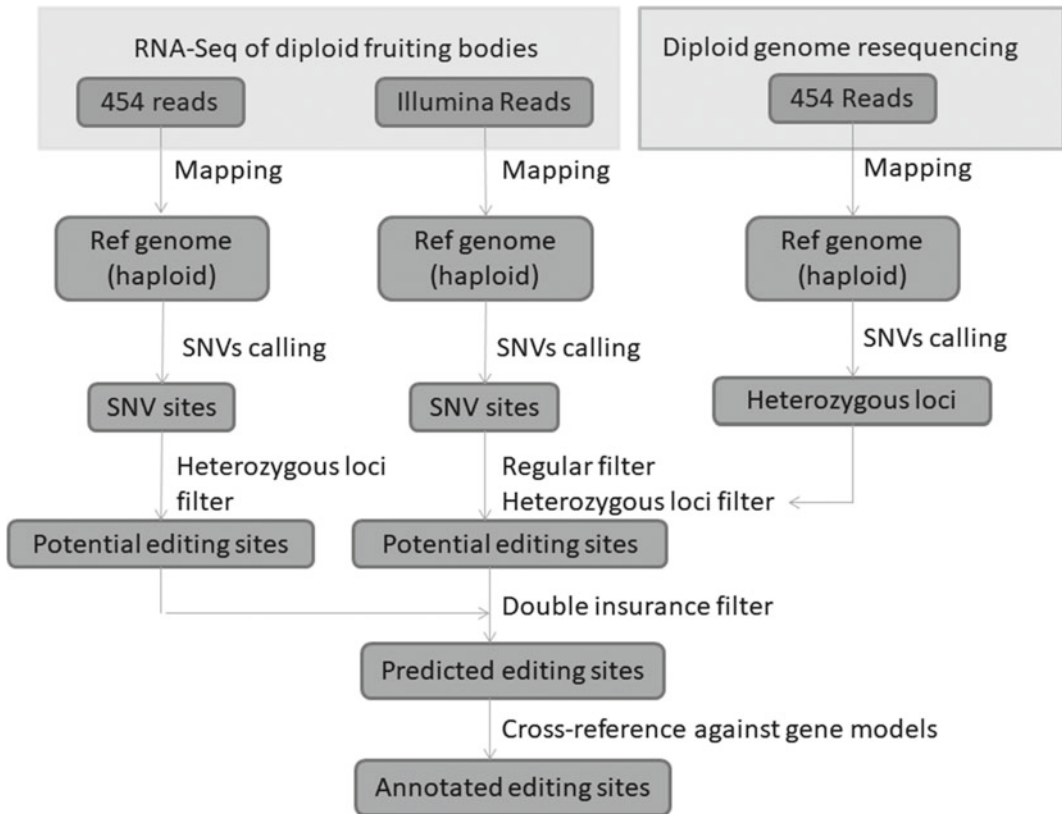 RNA-Seq of diploid fruiting bodies
Diploid genome resequencing
454 reads
Illumina Reads
454 Reads
Mapping
Mapping
Mapping
Ref genome
(haploid)
Ref genome
(haploid)
Ref genome
(haploid)
SNVs calling
SNVs calling
SNVs calling
SNV sites
SNV sites
Heterozygous loci
Heterozygous loci
filter
Regular filter
Heterozygous loci filter
Potential editing sites
Potential editing sites
Double insurance filter
Predicted editing sites
Cross-reference against gene models
Annotated editing sites